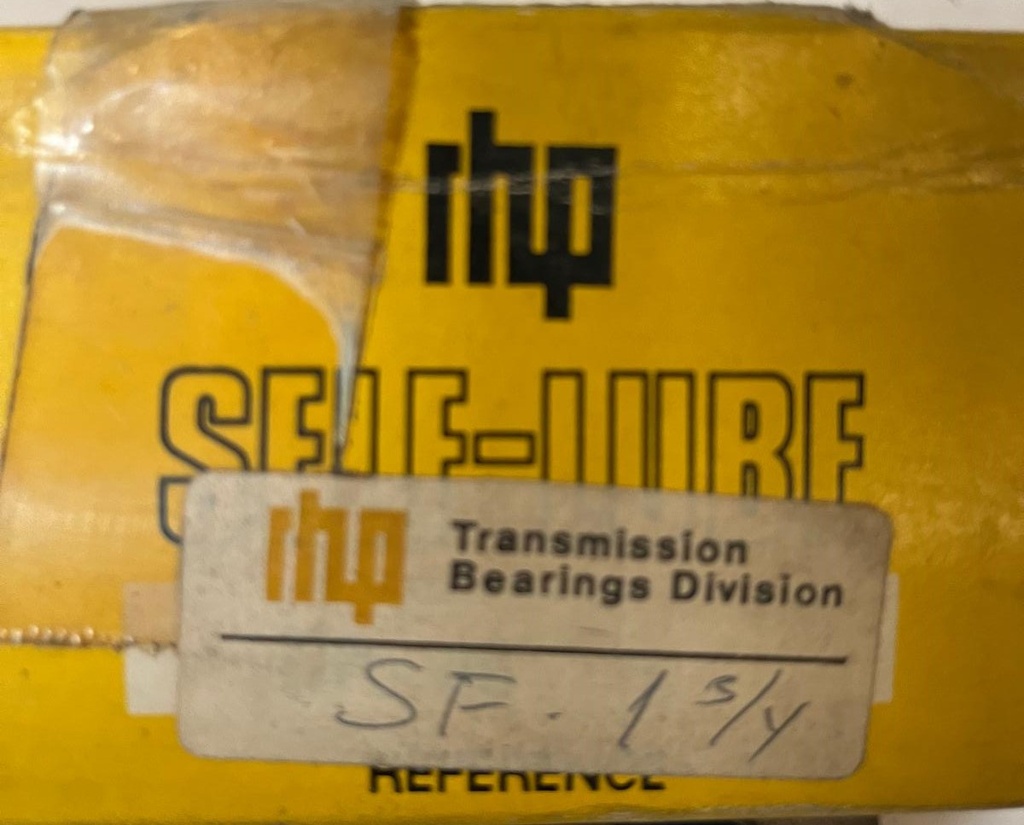 rhp
SELF-LUBE
rhp Transmission
Bearings Division
SF. 1 3/4
REFERENCE